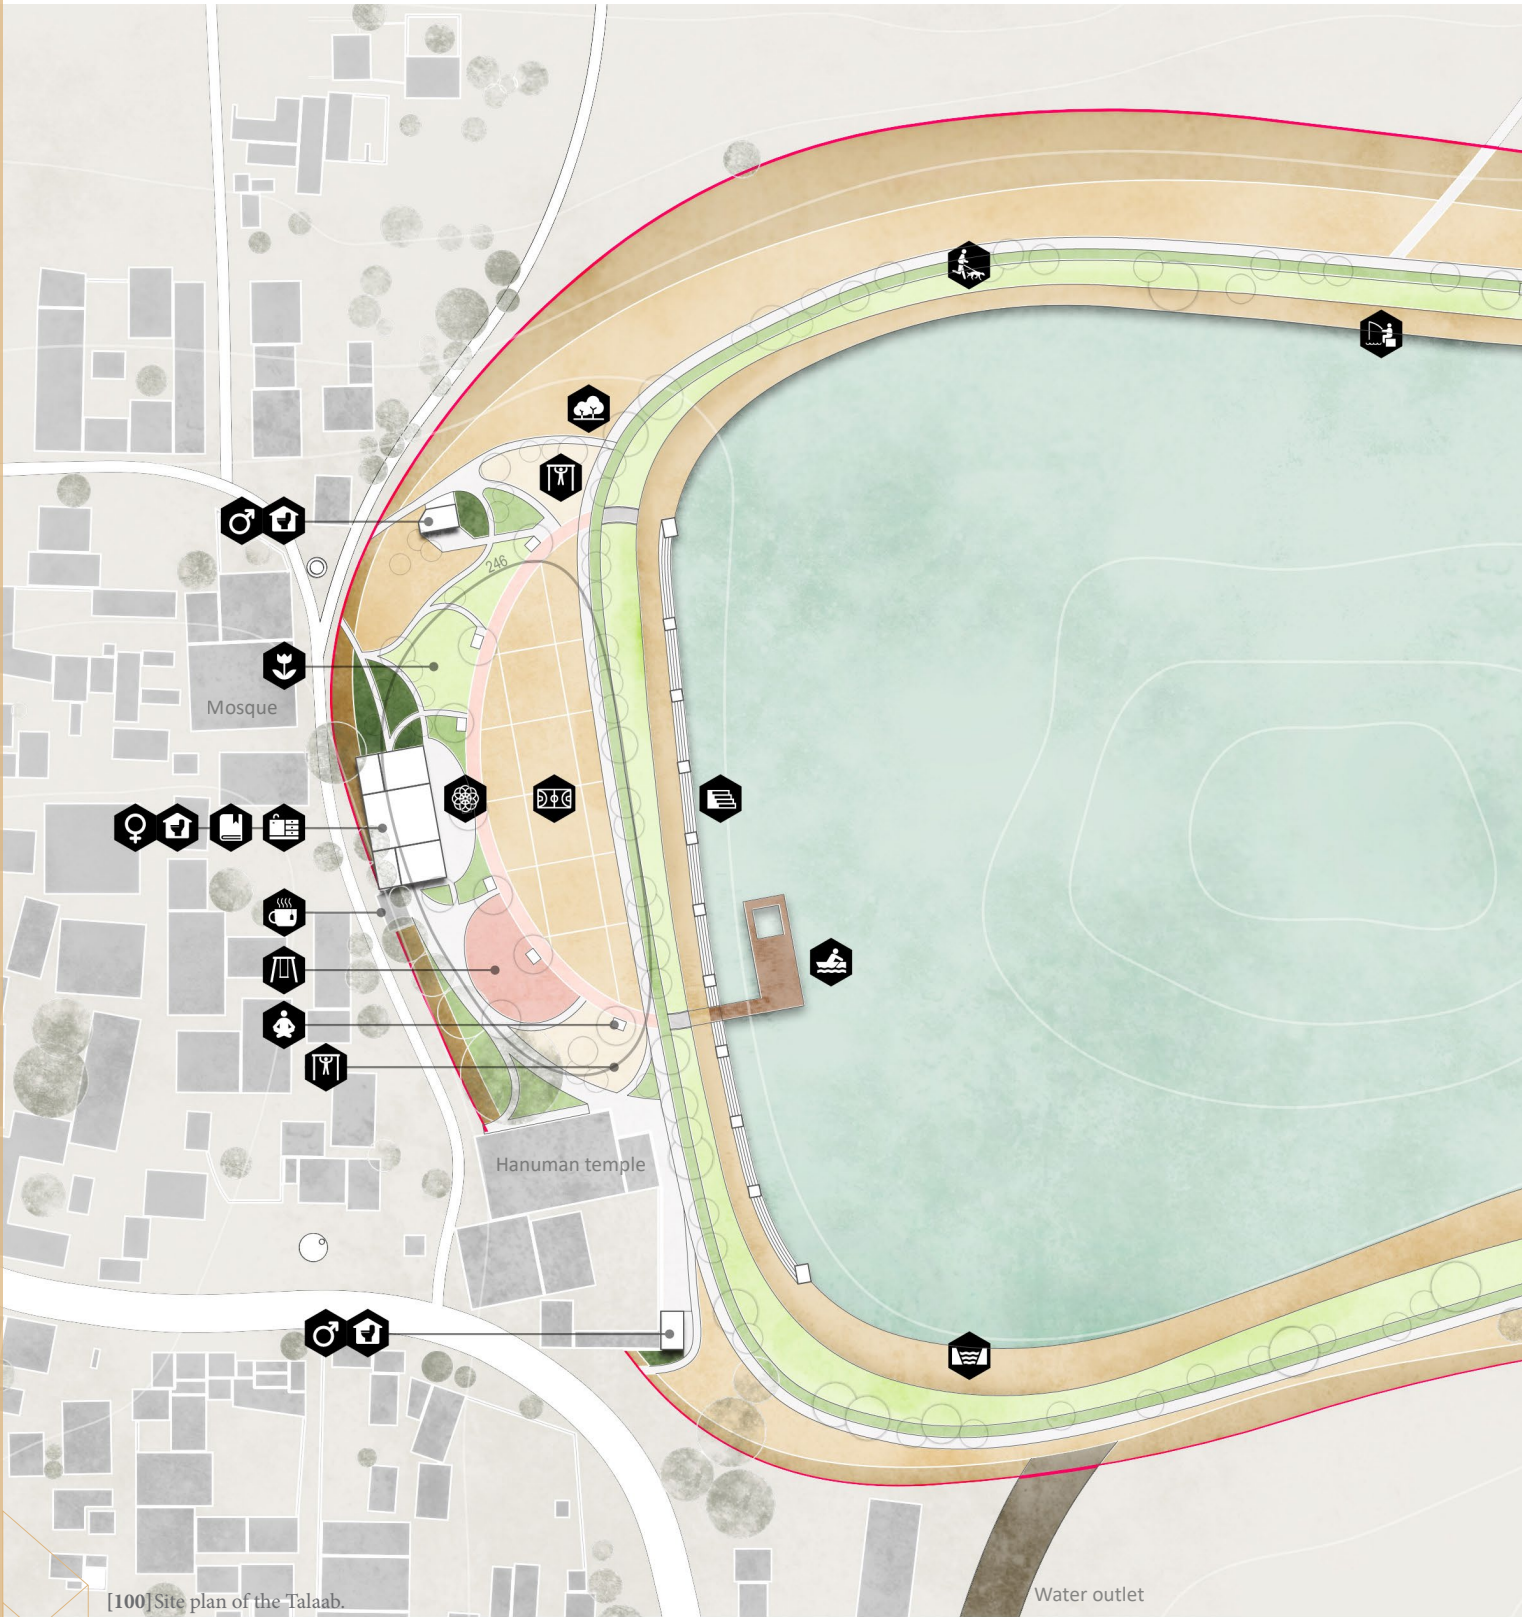 246
Mosque
Hanuman temple
Water outlet
[100]Site plan of the Talaab.